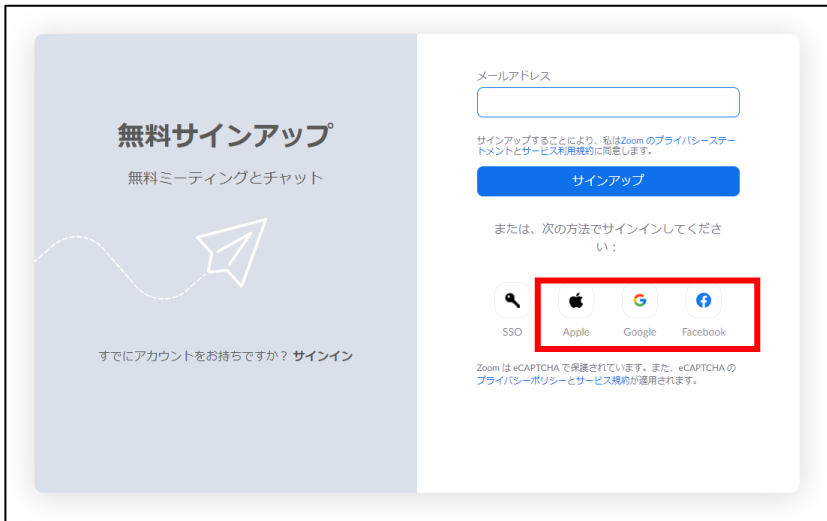 無料サインアップ
無料ミーティングとチャット
すでにアカウントをお持ちですか？サインイン
メールアドレス
サインアップすることにより、私はZoom のプライバシーステー
トメントとサービス利用規約に同意します。
サインアップ
または、次の方法でサインインしてくださ
い：
SSO
Apple
Google
Facebook
Zoom は eCAPTCHA で保護されています。また、eCAPTCHA の
プライバシーポリシーとサービス規約が適用されます。